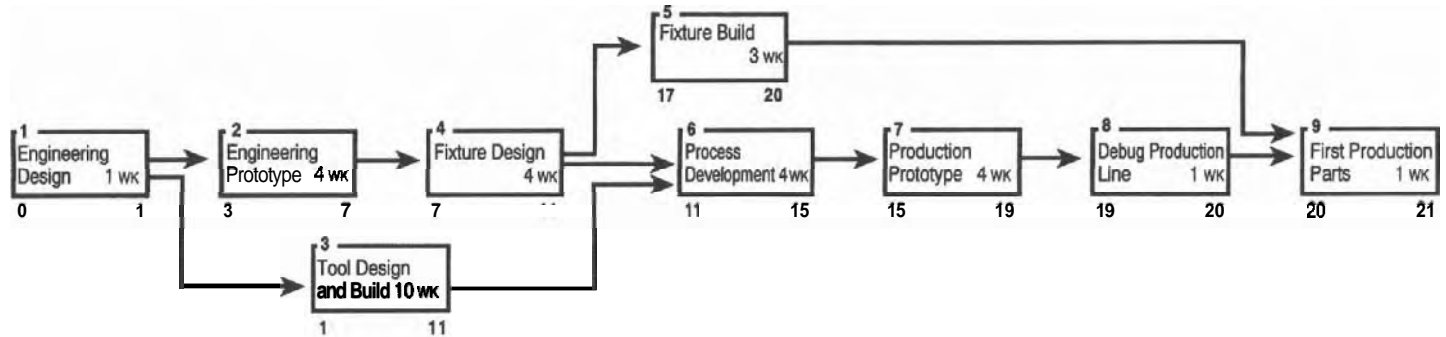 5
Fixture Build
3 WK
17 20
1
Engineering
Design 1 WK
0 1
2
Engineering
Prototype 4 WK
3 7
4
Fixture Design
4 WK
7
6
Process
Development 4 WK
11 15
7
Production
Prototype 4 WK
15 19
8
Debug Production
Line 1 WK
19 20
9
First Production
Parts 1 WK
20 21
3
Tool Design
and Build 10 WK
1 11